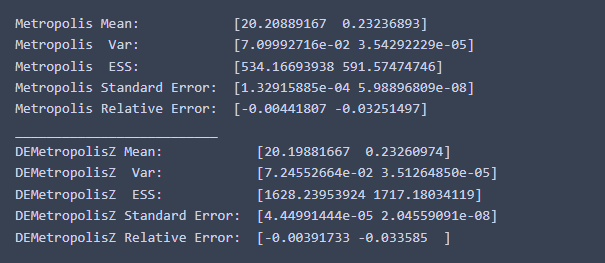 Metropolis Mean: [20.20889167 0.23236893]
Metropolis Var: [7.09992716e-02 3.54292229e-05]
Metropolis ESS: [534.16693938 591.57474746]
Metropolis Standard Error: [1.32915885e-04 5.98896809e-08]
Metropolis Relative Error: [-0.00441807 -0.03251497]
__________________________
DEMetropolisZ Mean: [20.19881667 0.23260974]
DEMetropolisZ Var: [7.24552664e-02 3.51264850e-05]
DEMetropolisZ ESS: [1628.23953924 1717.18034119]
DEMetropolisZ Standard Error: [4.44991444e-05 2.04559091e-08]
DEMetropolisZ Relative Error: [-0.00391733 -0.033585 ]